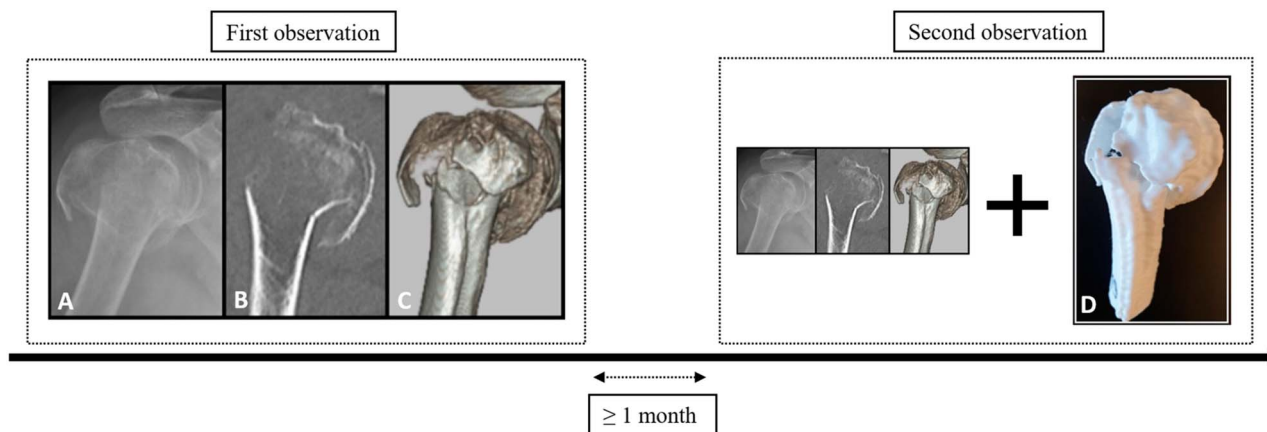 First observation
Second observation
A
B
C
D
≥ 1 month